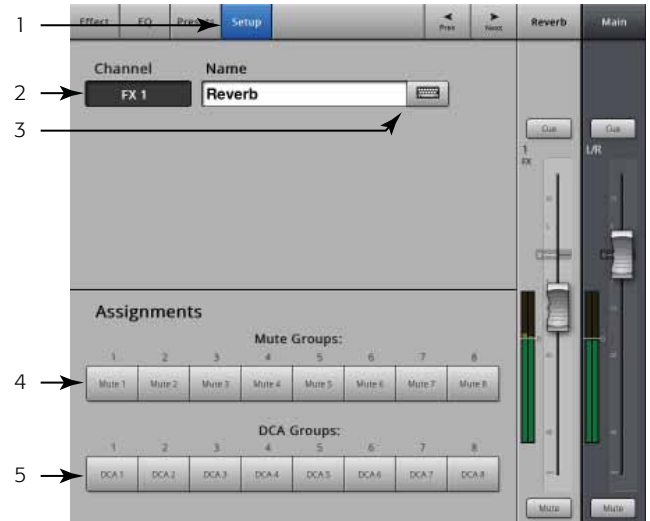 1
Effect EQ Presets Setup Prev Next Reverb Main
Channel Name
2 FX 1 Reverb
3
Cue Cue
1 L/R
FX
Assignments
Mute Groups:
1 2 3 4 5 6 7 8
4 Mute 1 Mute 2 Mute 3 Mute 4 Mute 5 Mute 6 Mute 7 Mute 8
DCA Groups:
1 2 3 4 5 6 7 8
5 DCA 1 DCA 2 DCA 3 DCA 4 DCA 5 DCA 6 DCA 7 DCA 8
Mute Mute